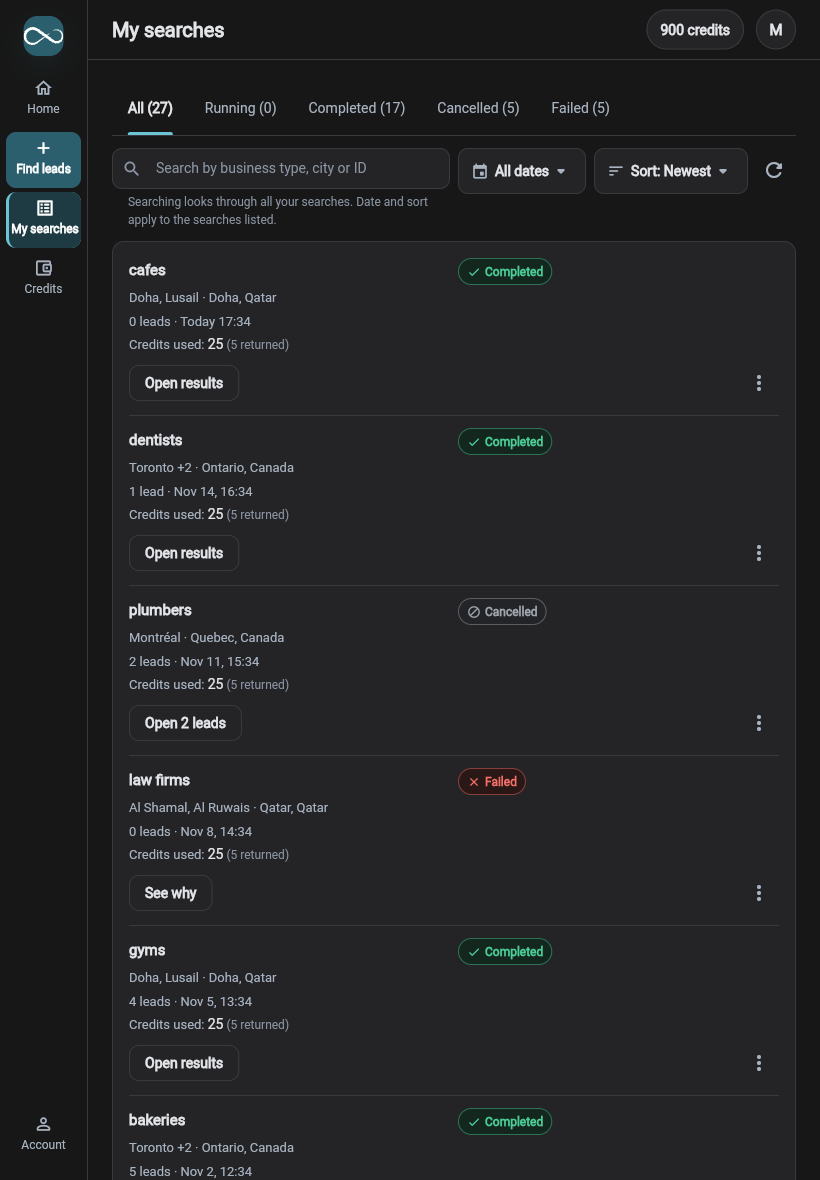 My searches
900 credits
M
Home
Find leads
My searches
Credits
Account
All (27)
Running (0)
Completed (17)
Cancelled (5)
Failed (5)
Search by business type, city or ID
All dates
Sort: Newest
Searching looks through all your searches. Date and sort
apply to the searches listed.
cafes
Completed
Doha, Lusail · Doha, Qatar
0 leads · Today 17:34
Credits used: 25 (5 returned)
Open results
dentists
Completed
Toronto +2 · Ontario, Canada
1 lead · Nov 14, 16:34
Credits used: 25 (5 returned)
Open results
plumbers
Cancelled
Montréal · Quebec, Canada
2 leads · Nov 11, 15:34
Credits used: 25 (5 returned)
Open 2 leads
law firms
Failed
Al Shamal, Al Ruwais · Qatar, Qatar
0 leads · Nov 8, 14:34
Credits used: 25 (5 returned)
See why
gyms
Completed
Doha, Lusail · Doha, Qatar
4 leads · Nov 5, 13:34
Credits used: 25 (5 returned)
Open results
bakeries
Completed
Toronto +2 · Ontario, Canada
5 leads · Nov 2, 12:34